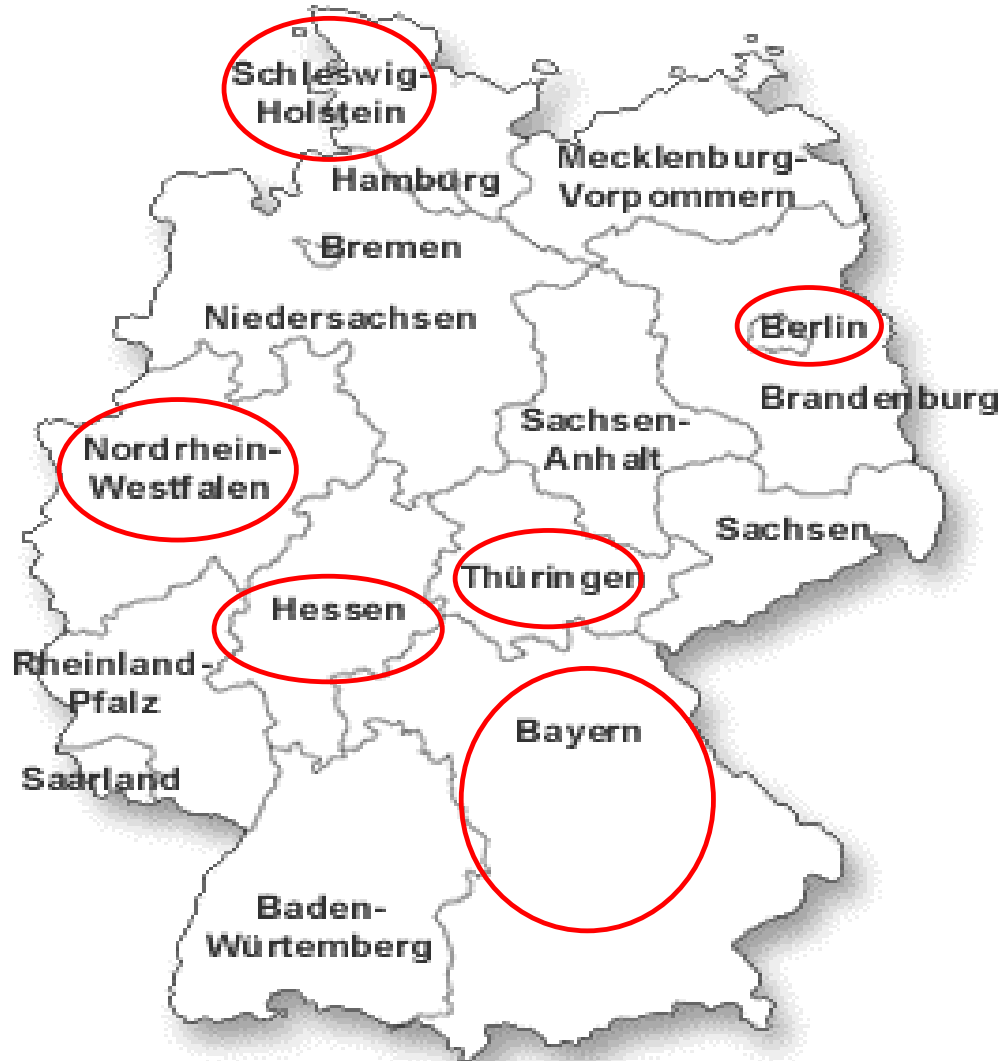 Schleswig-
Holstein
Mecklenburg-
Vorpommern
Hamburg
Bremen
Niedersachsen
Berlin
Brandenburg
Sachsen-
Anhalt
Nordrhein-
Westfalen
Sachsen
Thüringen
Hessen
Rheinland-
Pfalz
Bayern
Saarland
Baden-
Würtemberg